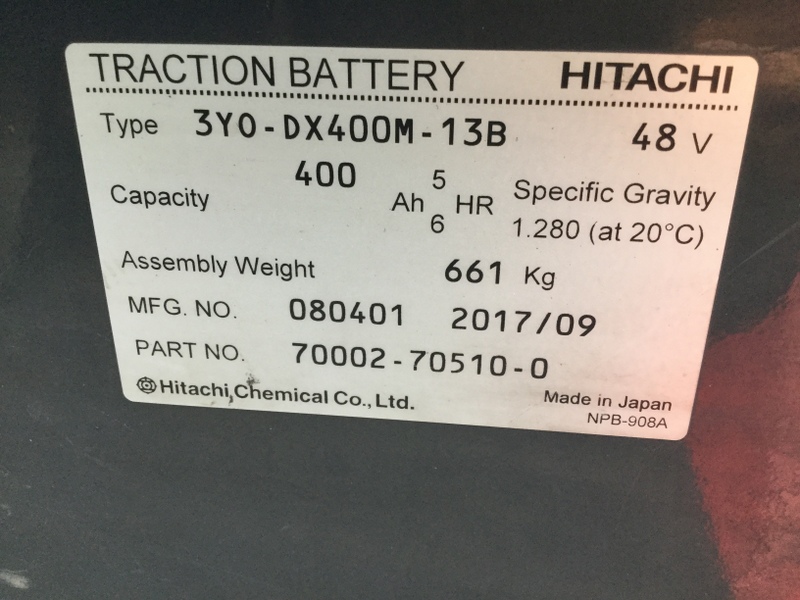 TRACTION BATTERY HITACHI
Type 3Y0-DX400M-13B 48 V
Capacity 400 Ah 5 HR Specific Gravity
6 1.280 (at 20°C)
Assembly Weight 661 Kg
MFG. NO. 080401 2017/09
PART NO. 70002-70510-0
Hitachi Chemical Co., Ltd. Made in Japan
NPB-908A